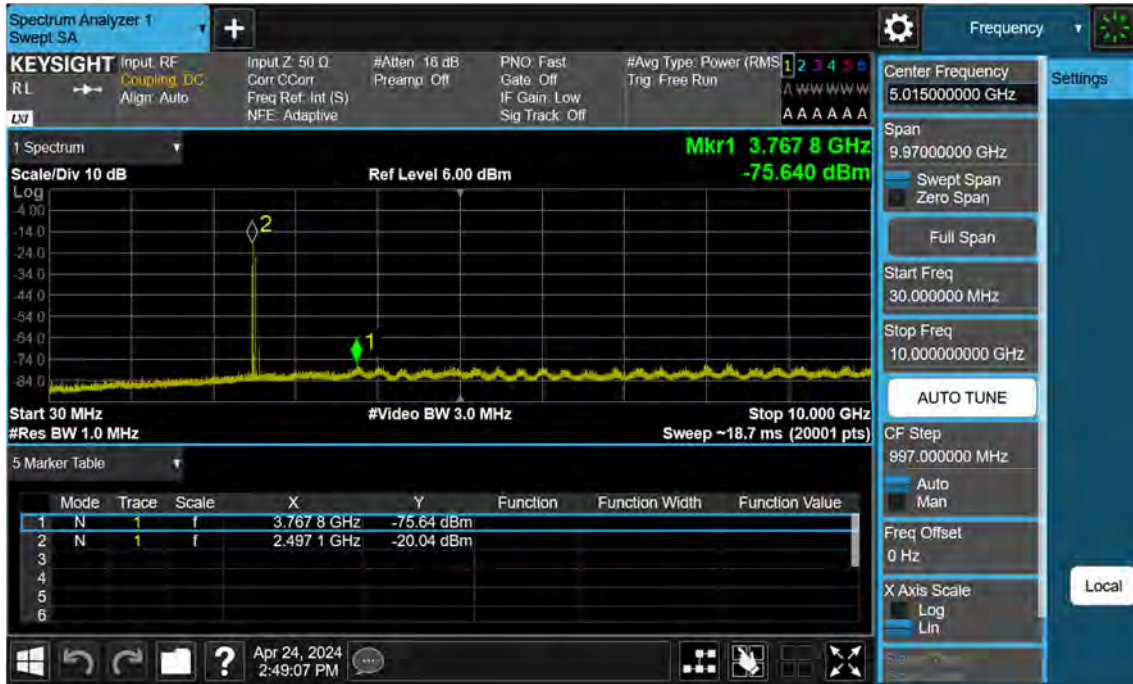 Spectrum Analyzer 1
Swept SA
+
Frequency
KEYSIGHT
RL
LXI
Input: RF
Coupling: DC
Align: Auto
Input Z: 50 Ω
Corr CCorr
Freq Ref: Int (S)
NFE: Adaptive
#Atten: 16 dB
Preamp: Off
PNO: Fast
Gate: Off
IF Gain: Low
Sig Track: Off
#Avg Type: Power (RMS
Trig: Free Run
1 2 3 4 5 6
A W W W W W
A A A A A A
Center Frequency
5.015000000 GHz
Settings
1 Spectrum
Mkr1 3.767 8 GHz
Scale/Div 10 dB
Ref Level 6.00 dBm
-75.640 dBm
Log
-4.00
-14.0
-24.0
-34.0
-44.0
-54.0
-64.0
-74.0
-84.0
2
1
Start 30 MHz
#Video BW 3.0 MHz
Stop 10.000 GHz
#Res BW 1.0 MHz
Sweep ~18.7 ms (20001 pts)
Span
9.97000000 GHz
Swept Span
Zero Span
Full Span
Start Freq
30.000000 MHz
Stop Freq
10.000000000 GHz
AUTO TUNE
CF Step
997.000000 MHz
Auto
Man
Freq Offset
0 Hz
X Axis Scale
Log
Lin
Local
5 Marker Table
Mode Trace Scale X Y Function Function Width Function Value
1 N 1 f 3.767 8 GHz -75.64 dBm
2 N 1 f 2.497 1 GHz -20.04 dBm
3
4
5
6
?
Apr 24, 2024
2:49:07 PM